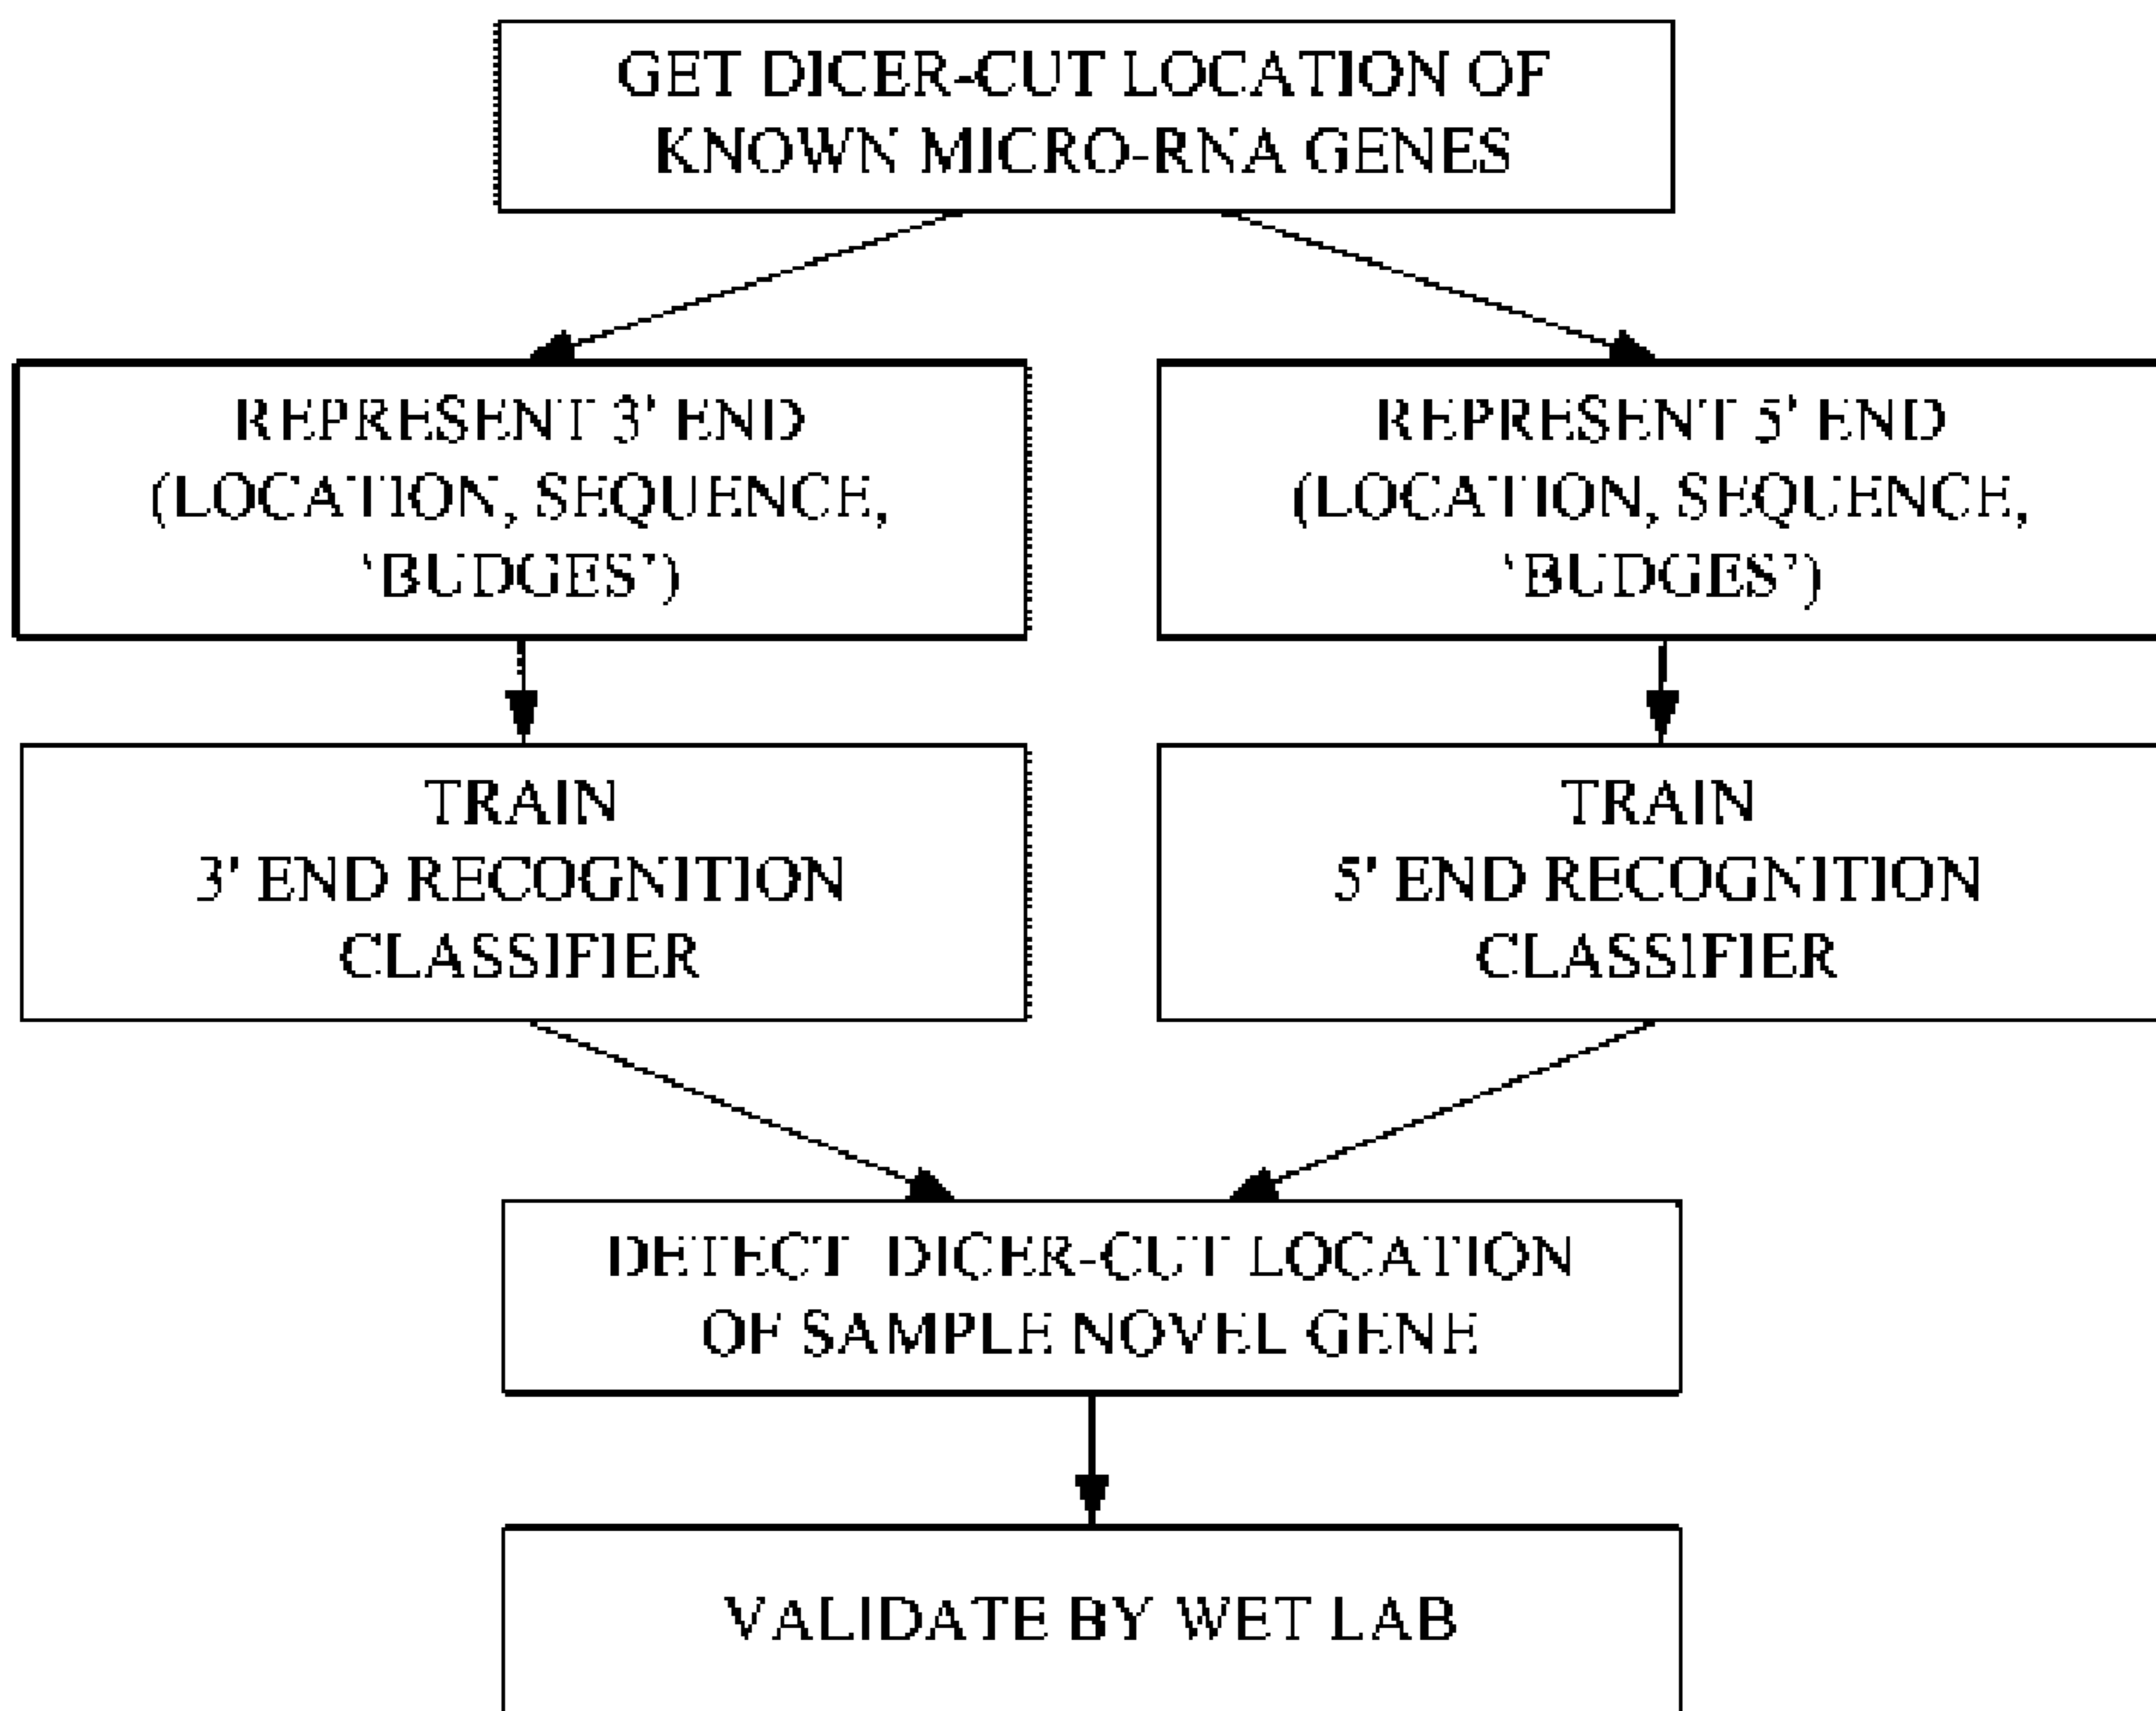 GET DICER-CUT LOCATION OF
KNOWN MICRO-RNA GENES
REPRESENT 3' END
(LOCATION, SEQUENCE,
‘BUDGES’)
REPRESENT 5' END
(LOCATION, SEQUENCE,
‘BUDGES’)
TRAIN
3' END RECOGNITION
CLASSIFIER
TRAIN
5' END RECOGNITION
CLASSIFIER
DETECT DICER-CUT LOCATION
OF SAMPLE NOVEL GENE
VALIDATE BY WET LAB